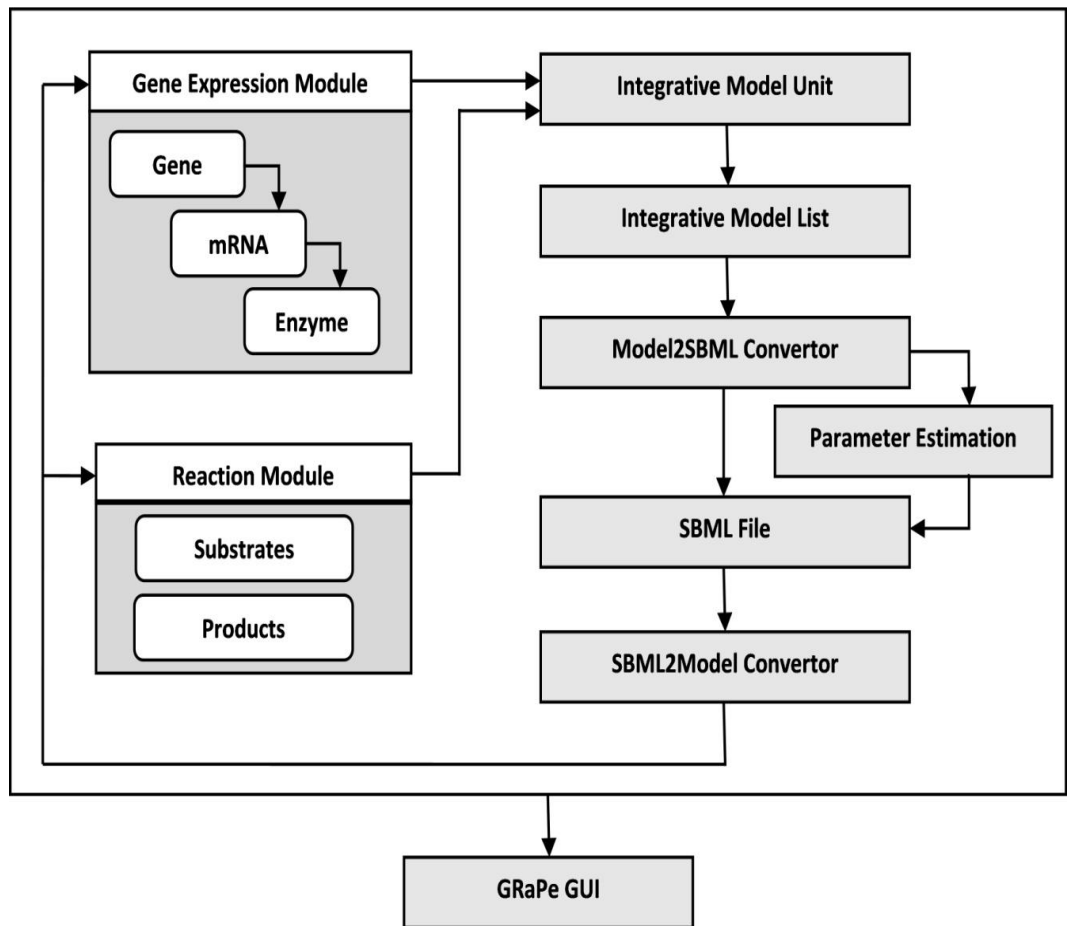 Gene Expression Module
Gene
mRNA
Enzyme
Reaction Module
Substrates
Products
Integrative Model Unit
Integrative Model List
Model2SBML Convertor
Parameter Estimation
SBML File
SBML2Model Convertor
GRaPe GUI